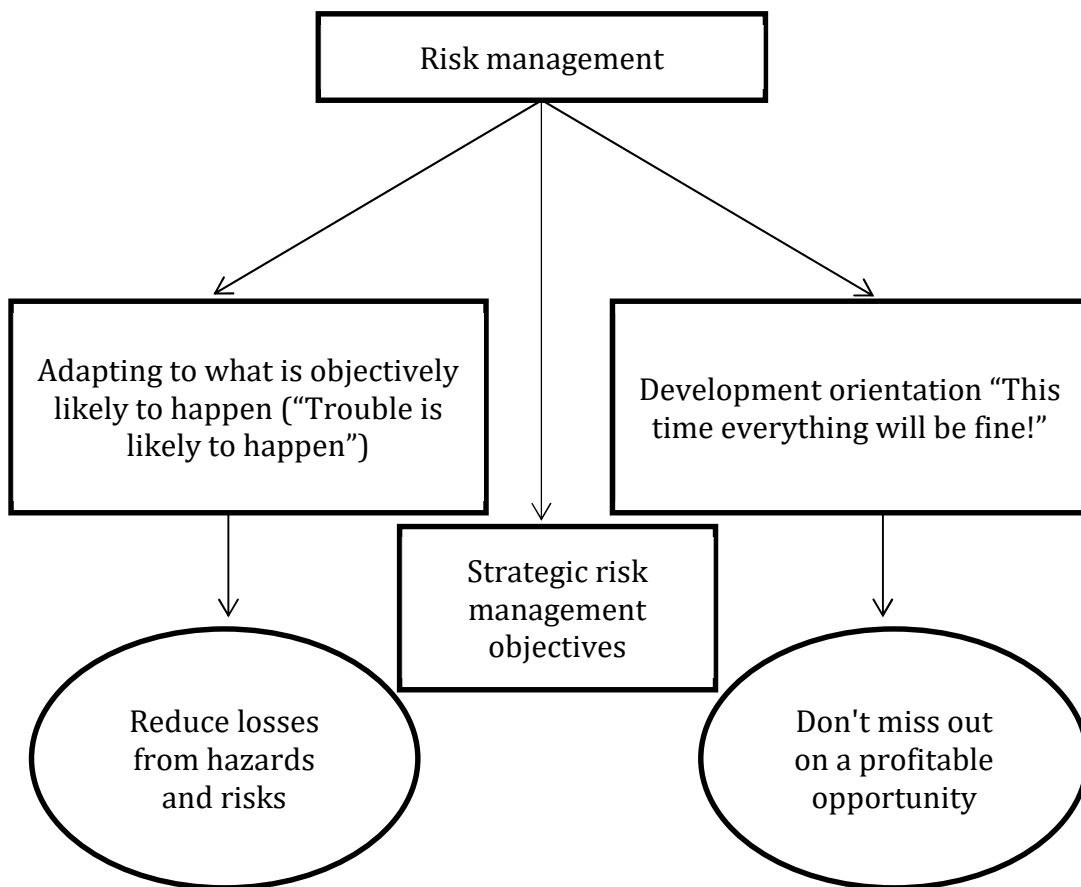 Risk management
Adapting to what is objectively
likely to happen (“Trouble is
likely to happen”)
Development orientation “This
time everything will be fine!”
Strategic risk
management
objectives
Reduce losses
from hazards
and risks
Don't miss out
on a profitable
opportunity